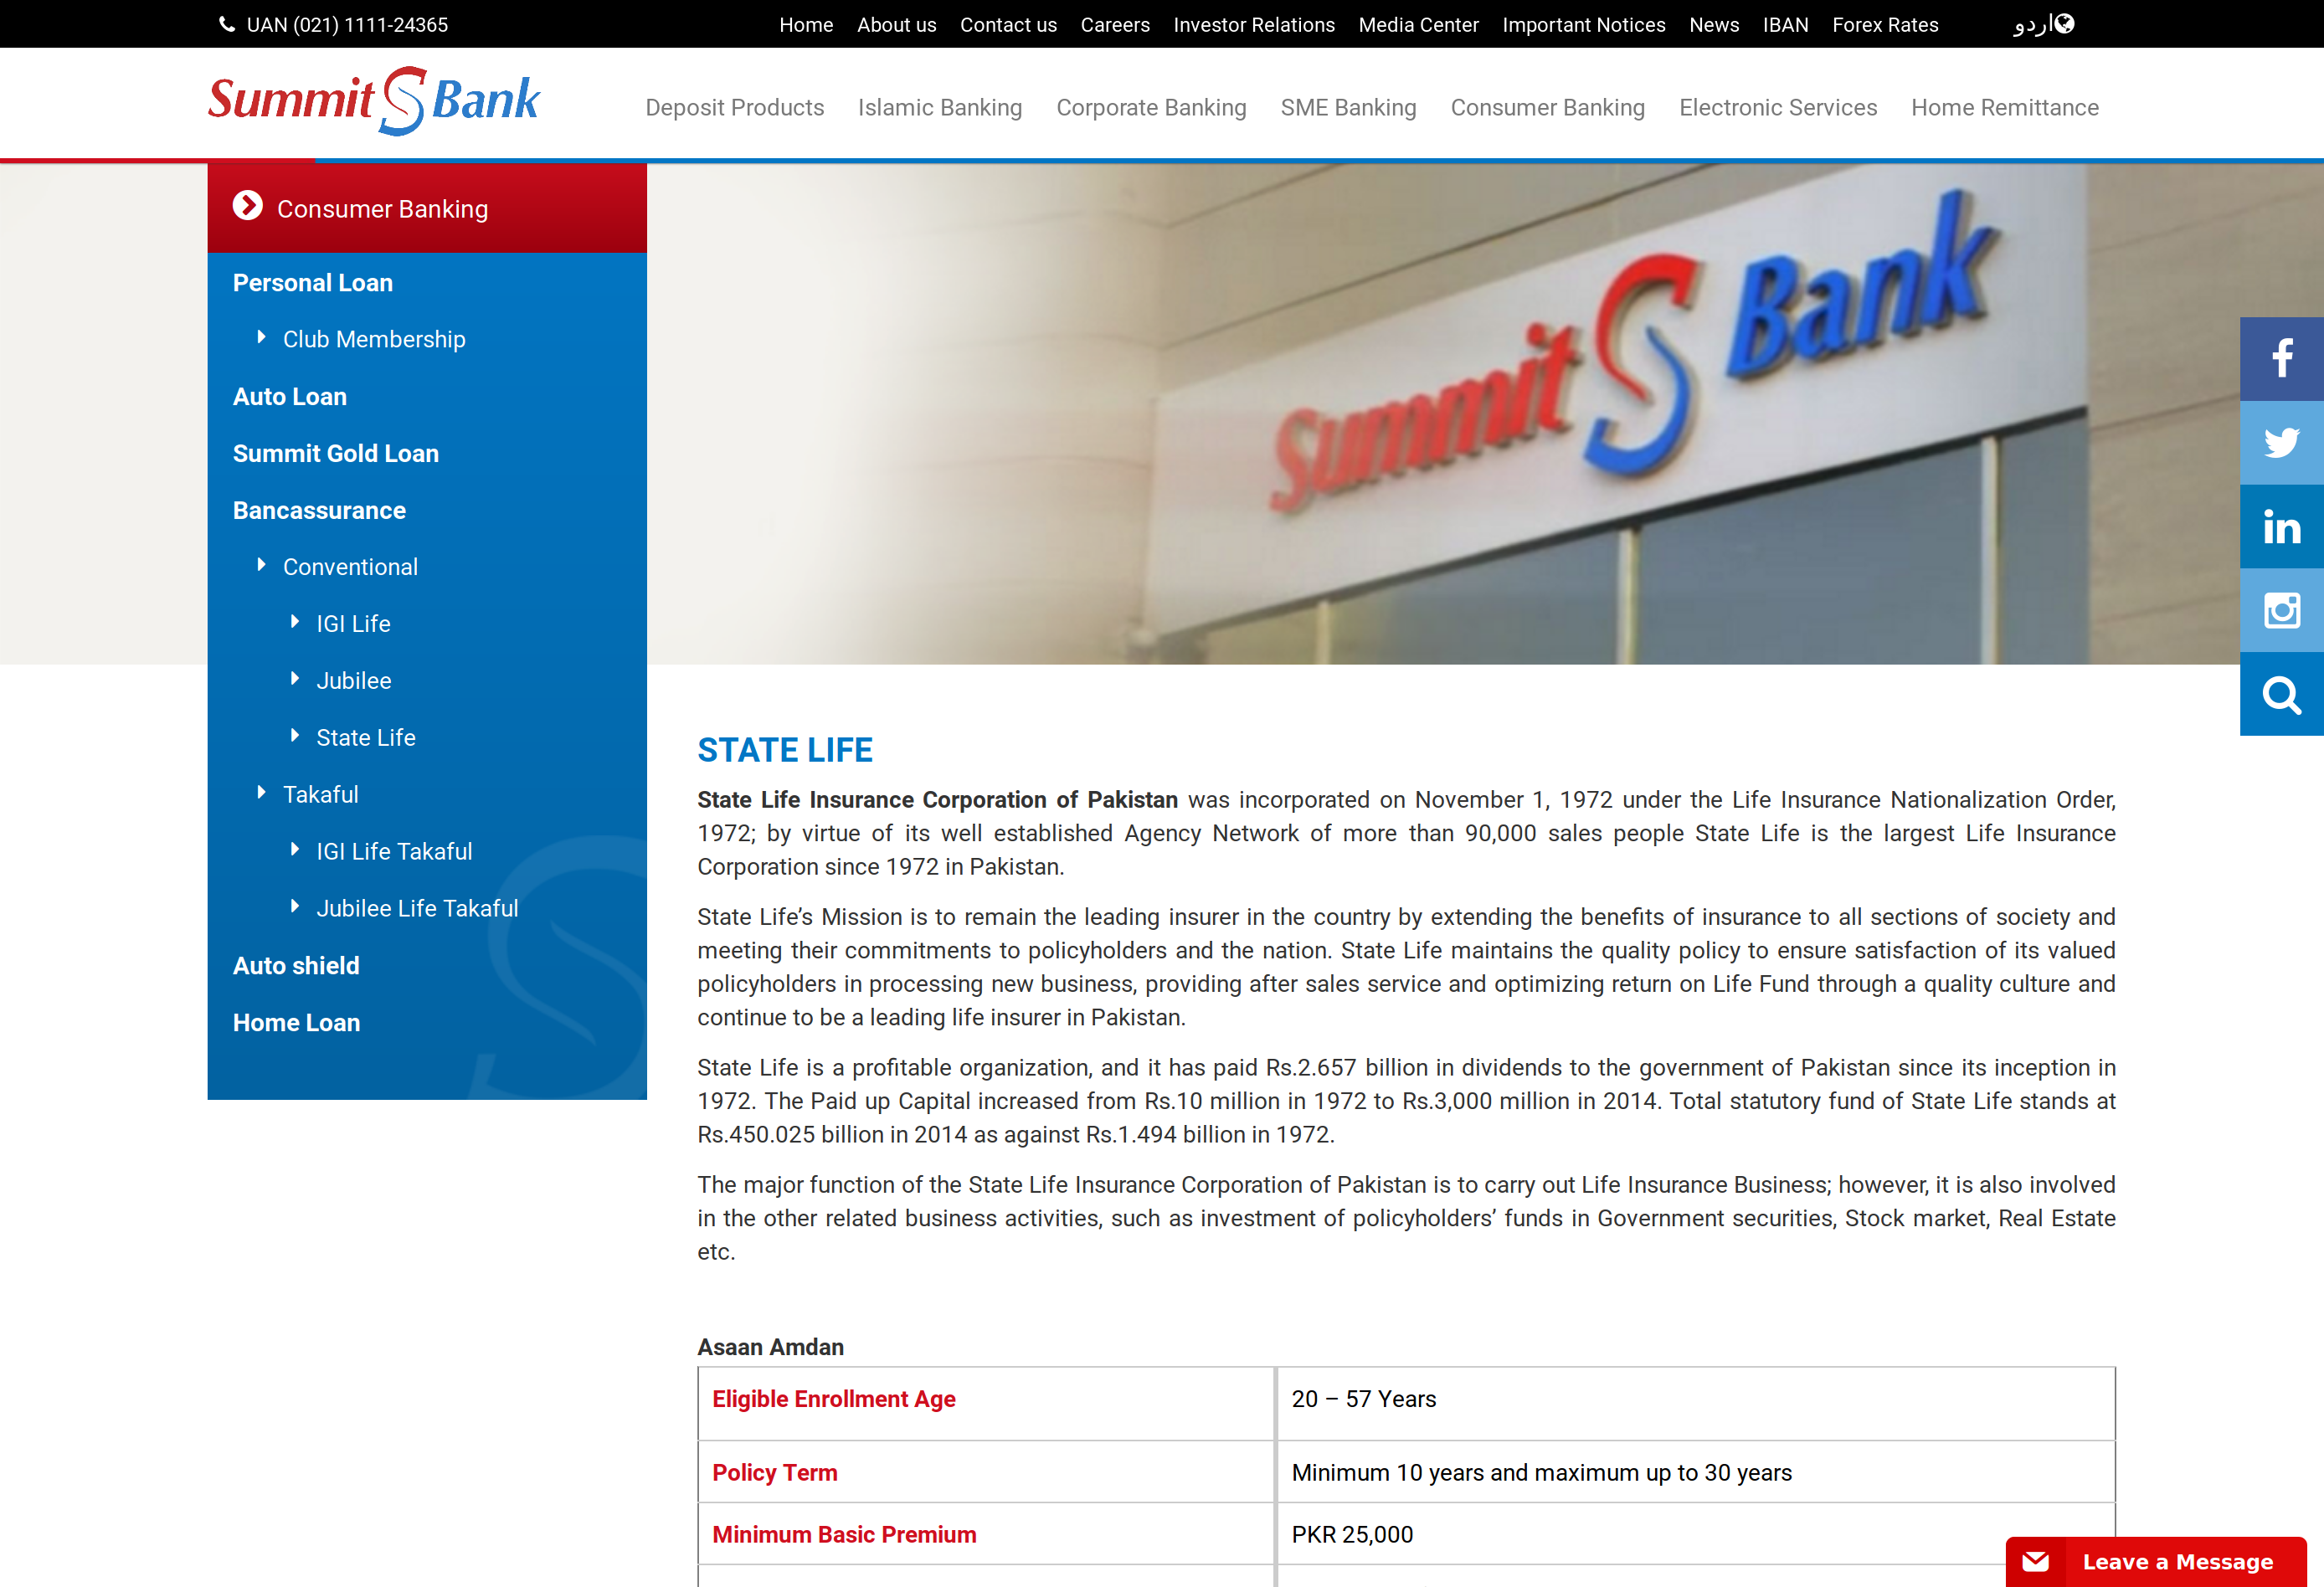 UAN (021) 1111-24365
Home About us Contact us Careers Investor Relations Media Center Important Notices News IBAN Forex Rates اردو
Summit S Bank
Deposit Products Islamic Banking Corporate Banking SME Banking Consumer Banking Electronic Services Home Remittance
Consumer Banking
Personal Loan
Club Membership
Auto Loan
Summit Gold Loan
Bancassurance
Conventional
IGI Life
Jubilee
State Life
Takaful
IGI Life Takaful
Jubilee Life Takaful
Auto shield
Home Loan
Summit S Bank
STATE LIFE
State Life Insurance Corporation of Pakistan was incorporated on November 1, 1972 under the Life Insurance Nationalization Order,
1972; by virtue of its well established Agency Network of more than 90,000 sales people State Life is the largest Life Insurance
Corporation since 1972 in Pakistan.
State Life’s Mission is to remain the leading insurer in the country by extending the benefits of insurance to all sections of society and
meeting their commitments to policyholders and the nation. State Life maintains the quality policy to ensure satisfaction of its valued
policyholders in processing new business, providing after sales service and optimizing return on Life Fund through a quality culture and
continue to be a leading life insurer in Pakistan.
State Life is a profitable organization, and it has paid Rs.2.657 billion in dividends to the government of Pakistan since its inception in
1972. The Paid up Capital increased from Rs.10 million in 1972 to Rs.3,000 million in 2014. Total statutory fund of State Life stands at
Rs.450.025 billion in 2014 as against Rs.1.494 billion in 1972.
The major function of the State Life Insurance Corporation of Pakistan is to carry out Life Insurance Business; however, it is also involved
in the other related business activities, such as investment of policyholders’ funds in Government securities, Stock market, Real Estate
etc.
Asaan Amdan
Eligible Enrollment Age 20 – 57 Years
Policy Term Minimum 10 years and maximum up to 30 years
Minimum Basic Premium PKR 25,000
Leave a Message